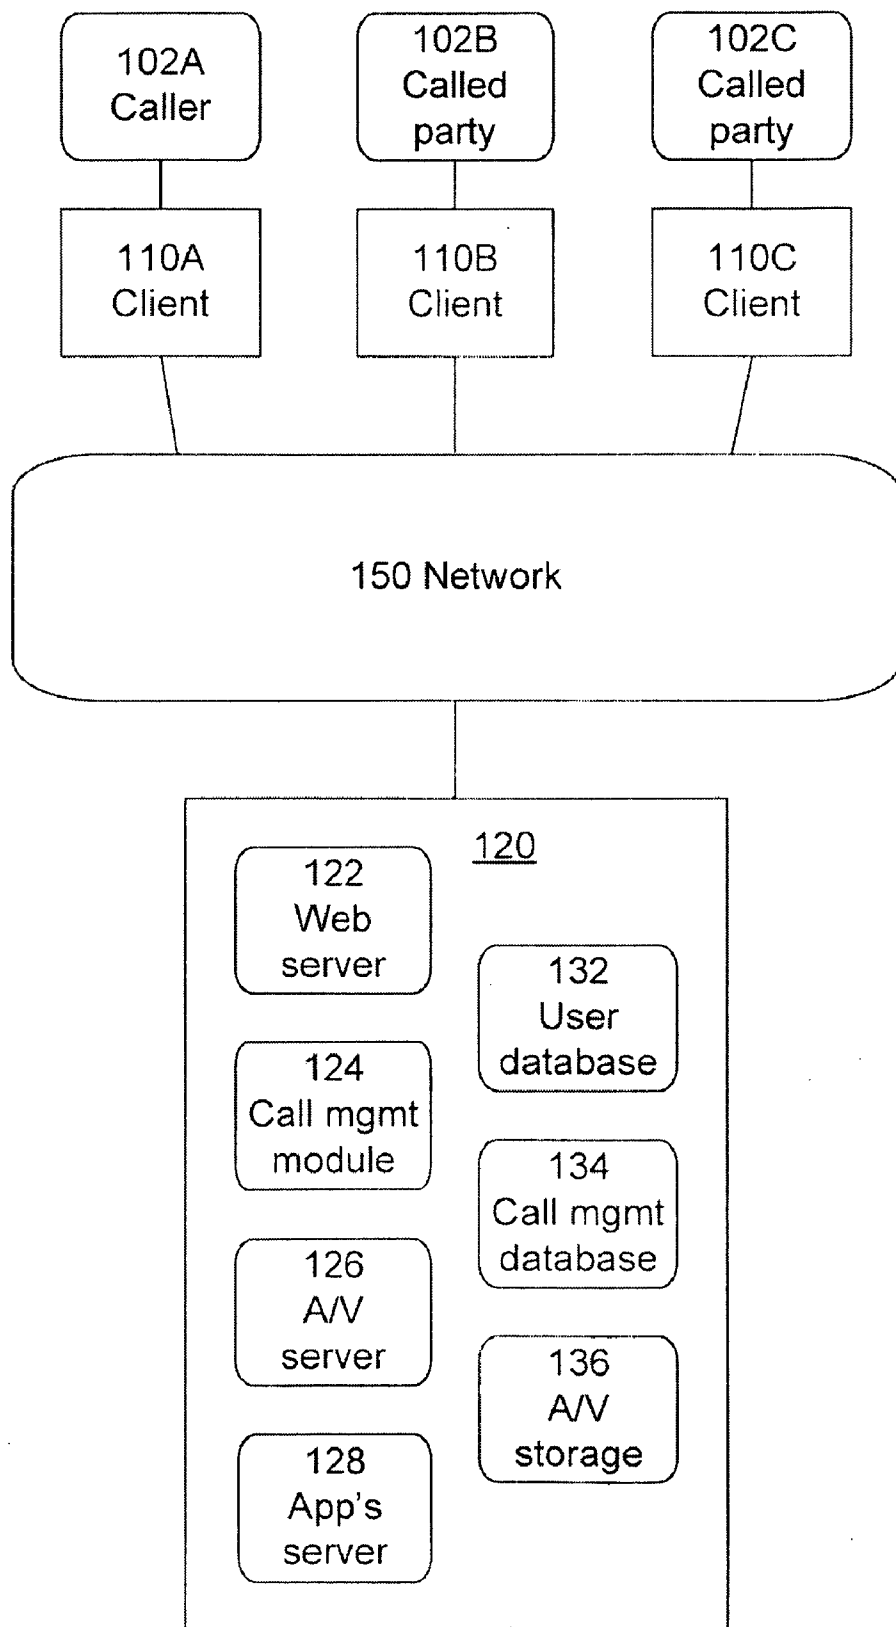 102A
Caller
102B
Called
party
102C
Called
party
110A
Client
110B
Client
110C
Client
150 Network
120
122
Web
server
132
User
database
124
Call mgmt
module
134
Call mgmt
database
126
A/V
server
136
A/V
storage
128
App's
server